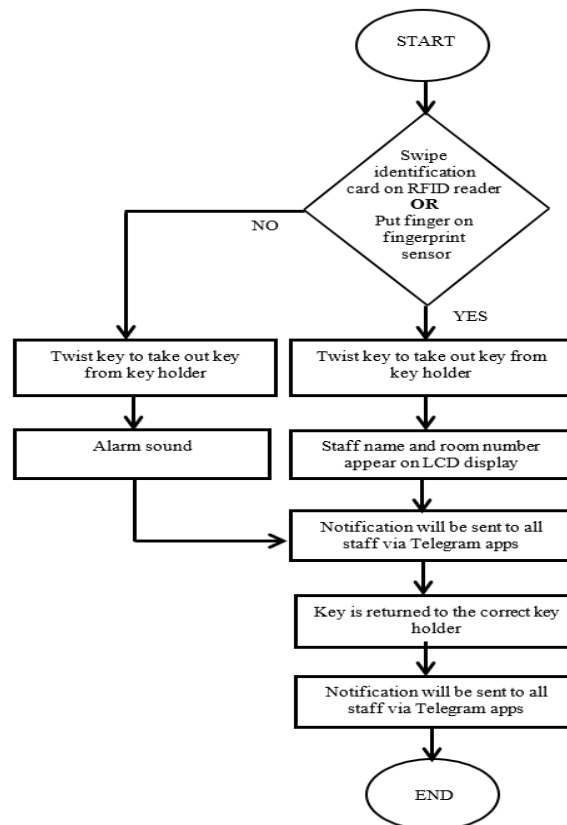 START
Swipe
identification
card on RFID reader
OR
Put finger on
fingerprint
sensor
NO
YES
Twist key to take out key
from key holder
Twist key to take out key from
key holder
Alarm sound
Staff name and room number
appear on LCD display
Notification will be sent to all
staff via Telegram apps
Key is returned to the correct key
holder
Notification will be sent to all
staff via Telegram apps
END